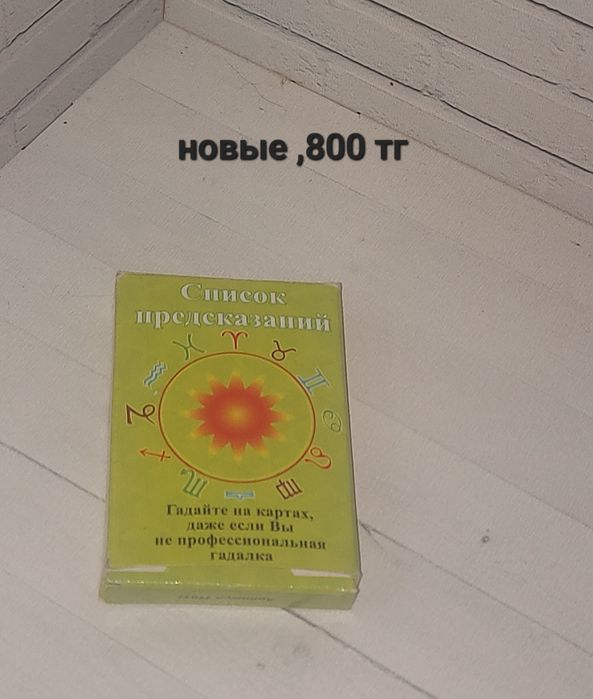 новые ,800 тг
Список
предсказаний
Гадайте на картах,
даже если Вы
не профессиональная
гадалка